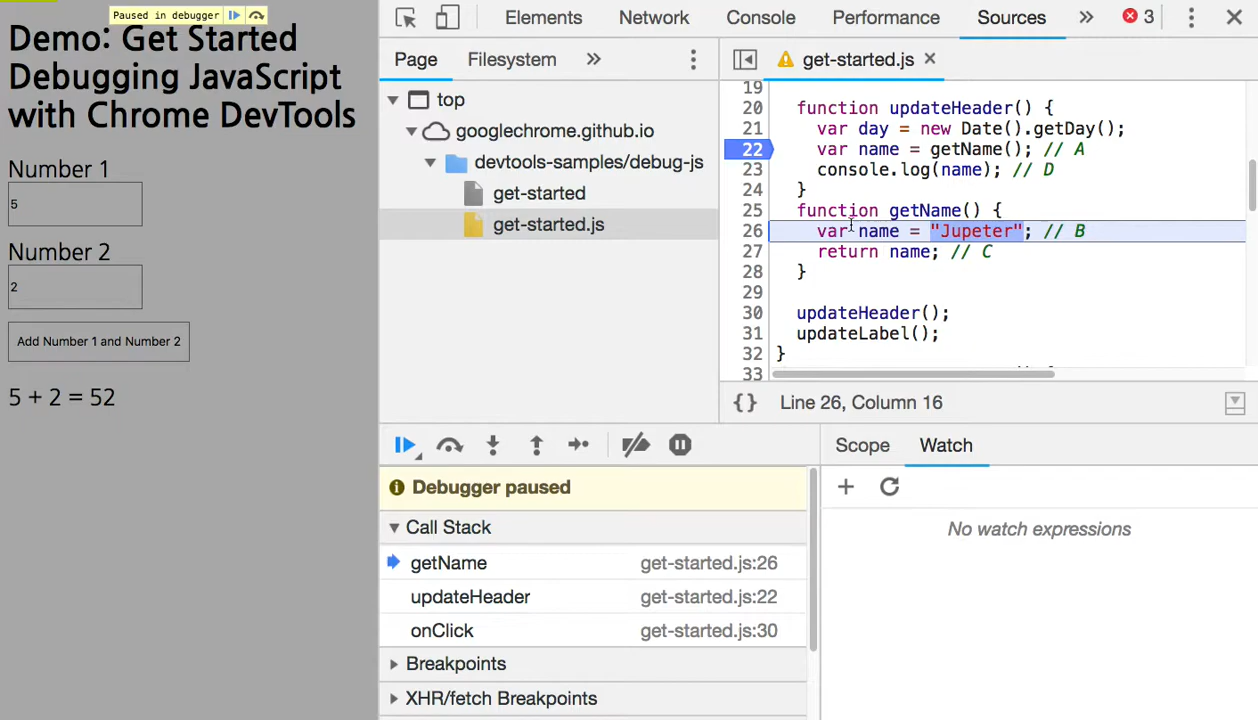 Paused in debugger
Demo: Get Started
Debugging JavaScript
with Chrome DevTools
Number 1
5
Number 2
2
Add Number 1 and Number 2
5 + 2 = 52
Elements Network Console Performance Sources » 3
Page Filesystem »
top
googlechrome.github.io
devtools-samples/debug-js
get-started
get-started.js
get-started.js
19
20 function updateHeader() {
21 var day = new Date().getDay();
22 var name = getName(); // A
23 console.log(name); // D
24 }
25 function getName() {
26 var name = "Jupeter"; // B
27 return name; // C
28 }
29
30 updateHeader();
31 updateLabel();
32 }
33
{} Line 26, Column 16
Debugger paused
Call Stack
getName get-started.js:26
updateHeader get-started.js:22
onClick get-started.js:30
Breakpoints
XHR/fetch Breakpoints
Scope Watch
No watch expressions